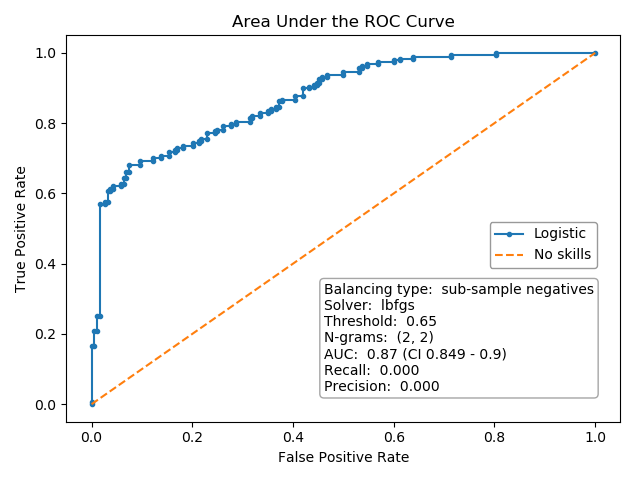 Area Under the ROC Curve
True Positive Rate
1.0
0.8
0.6
0.4
0.2
0.0
Logistic
No skills
Balancing type:  sub-sample negatives
Solver:  lbfgs
Threshold:  0.65
N-grams:  (2, 2)
AUC:  0.87 (CI 0.849 - 0.9)
Recall:  0.000
Precision:  0.000
0.0 0.2 0.4 0.6 0.8 1.0
False Positive Rate